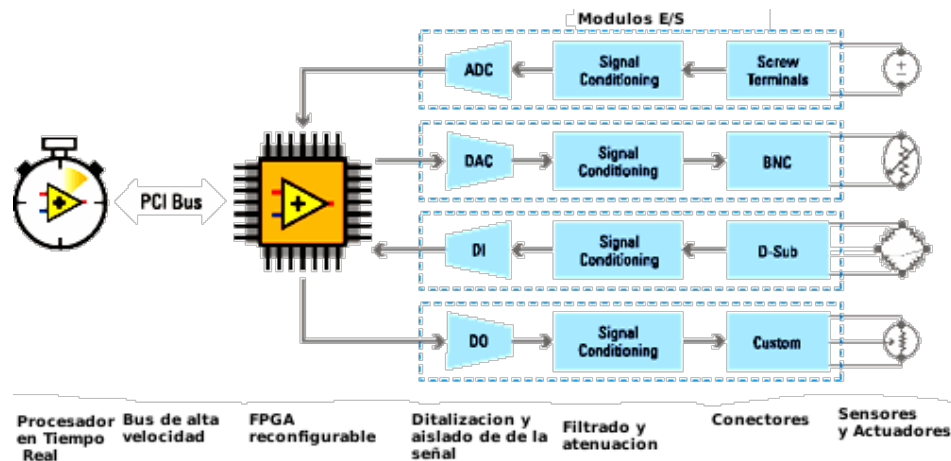 Modulos E/S
ADC
Signal
Conditioning
Screw
Terminals
DAC
Signal
Conditioning
BNC
PCI Bus
DI
Signal
Conditioning
D-Sub
DO
Signal
Conditioning
Custom
Procesador
en Tiempo
Real
Bus de alta
velocidad
FPGA
reconfigurable
Ditalizacion y
aislado de de la
señal
Filtrado y
atenuacion
Conectores
Sensores
y Actuadores